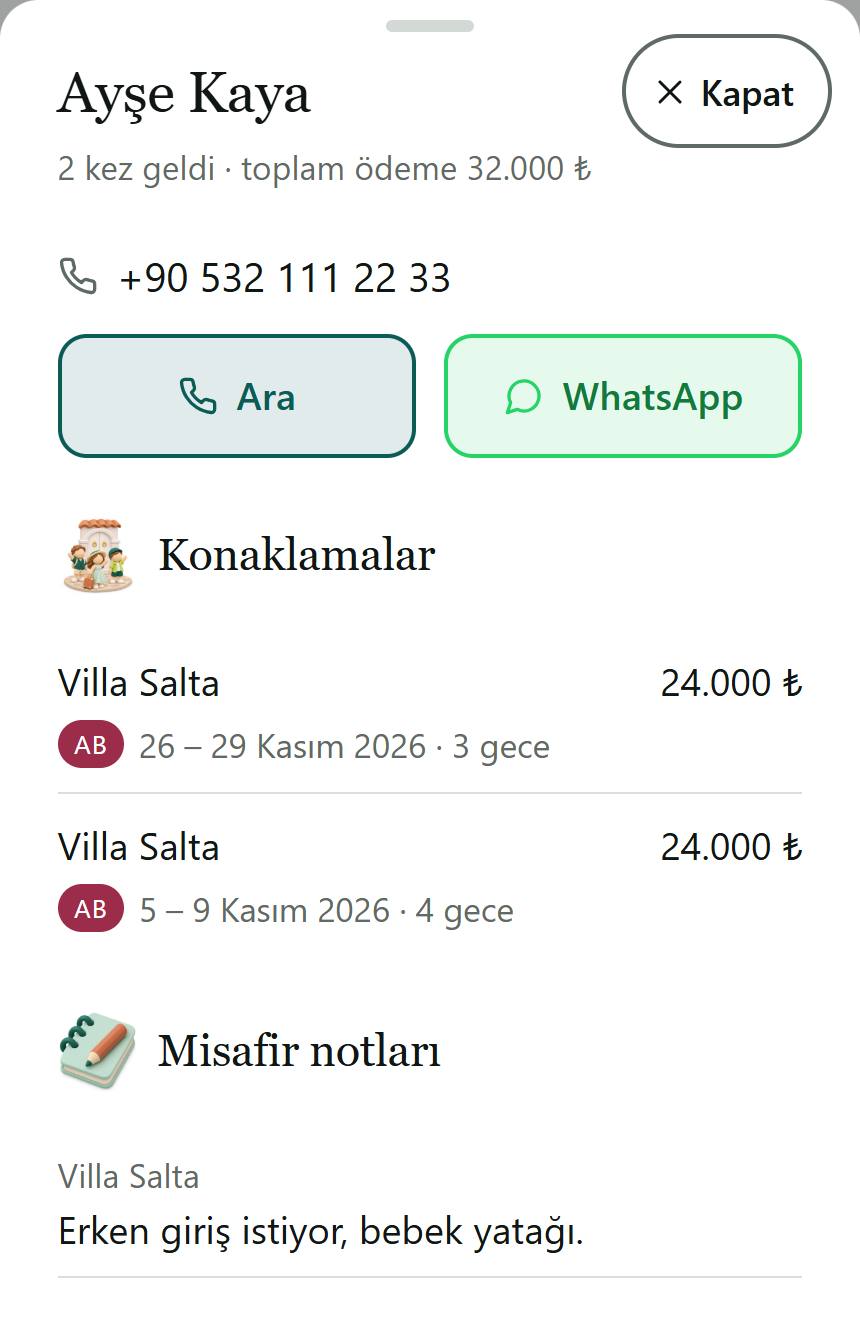 Ayşe Kaya
Kapat
2 kez geldi · toplam ödeme 32.000 ₺
+90 532 111 22 33
Ara
WhatsApp
Konaklamalar
Villa Salta
24.000 ₺
AB 26 – 29 Kasım 2026 · 3 gece
Villa Salta
24.000 ₺
AB 5 – 9 Kasım 2026 · 4 gece
Misafir notları
Villa Salta
Erken giriş istiyor, bebek yatağı.